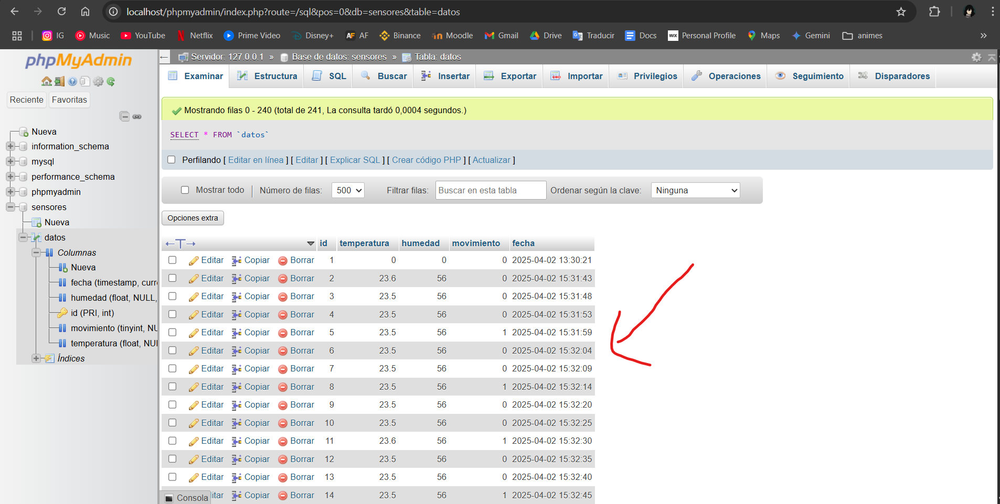 localhost/phpmyadmin/index.php?route=/sql&pos=0&db=sensores&table=datos
IG Music YouTube Netflix Prime Video Disney+ AF AF Binance Moodle Gmail Drive Traducir Docs WIX Personal Profile Maps Gemini animes »
phpMyAdmin
Reciente Favoritas
Nueva
information_schema
mysql
performance_schema
phpmyadmin
sensores
Nueva
datos
Columnas
Nueva
fecha (timestamp, curre
humedad (float, NULL,
id (PRI, int)
movimiento (tinyint, NU
temperatura (float, NUL
Índices
Servidor: 127.0.0.1 » Base de datos: sensores » Tabla: datos
Examinar Estructura SQL Buscar Insertar Exportar Importar Privilegios Operaciones Seguimiento Disparadores
Mostrando filas 0 - 240 (total de 241, La consulta tardó 0,0004 segundos.)
SELECT * FROM `datos`
Perfilando [ Editar en línea ] [ Editar ] [ Explicar SQL ] [ Crear código PHP ] [ Actualizar ]
Mostrar todo Número de filas: 500 Filtrar filas: Buscar en esta tabla Ordenar según la clave: Ninguna
Opciones extra
←T→ id temperatura humedad movimiento fecha
Editar Copiar Borrar 1 0 0 0 2025-04-02 13:30:21
Editar Copiar Borrar 2 23.6 56 0 2025-04-02 15:31:43
Editar Copiar Borrar 3 23.5 56 0 2025-04-02 15:31:48
Editar Copiar Borrar 4 23.5 56 0 2025-04-02 15:31:53
Editar Copiar Borrar 5 23.5 56 1 2025-04-02 15:31:59
Editar Copiar Borrar 6 23.5 56 0 2025-04-02 15:32:04
Editar Copiar Borrar 7 23.5 56 0 2025-04-02 15:32:09
Editar Copiar Borrar 8 23.5 56 1 2025-04-02 15:32:14
Editar Copiar Borrar 9 23.5 56 0 2025-04-02 15:32:20
Editar Copiar Borrar 10 23.5 56 0 2025-04-02 15:32:25
Editar Copiar Borrar 11 23.6 56 1 2025-04-02 15:32:30
Editar Copiar Borrar 12 23.5 56 0 2025-04-02 15:32:35
Editar Copiar Borrar 13 23.5 56 0 2025-04-02 15:32:40
itar Copiar Borrar 14 23.5 56 1 2025-04-02 15:32:45
Consola